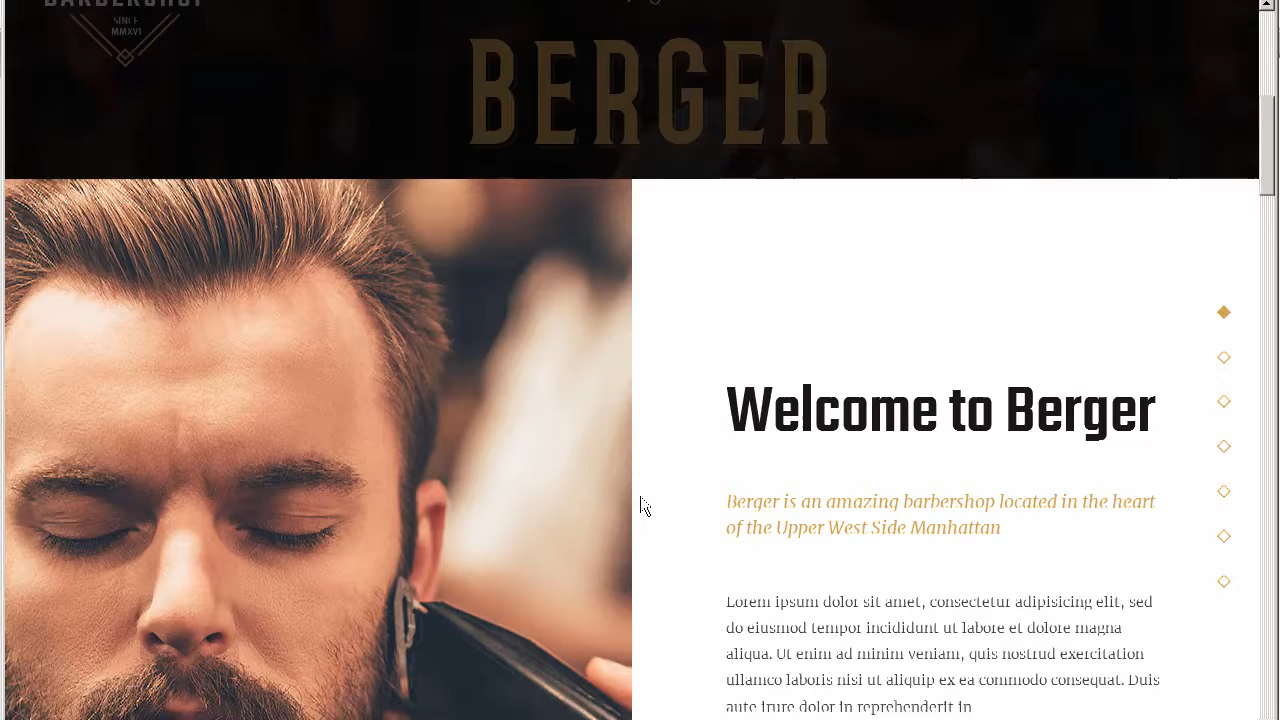 BARBERSHOP
SINCE
MMXVI
BERGER
Welcome to Berger
Berger is an amazing barbershop located in the heart
of the Upper West Side Manhattan
Lorem ipsum dolor sit amet, consectetur adipisicing elit, sed
do eiusmod tempor incididunt ut labore et dolore magna
aliqua. Ut enim ad minim veniam, quis nostrud exercitation
ullamco laboris nisi ut aliquip ex ea commodo consequat. Duis
aute irure dolor in reprehenderit in